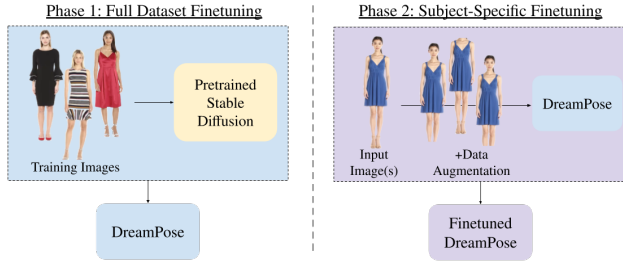 Phase 1: Full Dataset Finetuning
Pretrained
Stable
Diffusion
Training Images
DreamPose
Phase 2: Subject-Specific Finetuning
DreamPose
Input
Image(s)
+Data
Augmentation
Finetuned
DreamPose